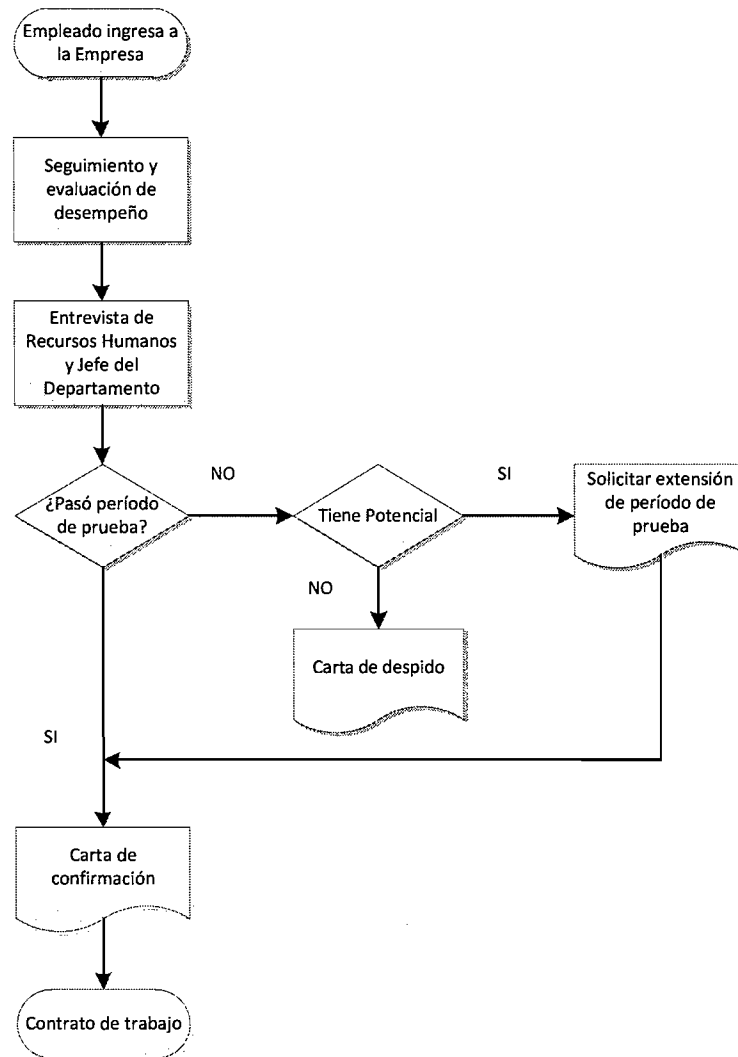 Empleado ingresa a
la Empresa
Seguimiento y
evaluación de
desempeño
Entrevista de
Recursos Humanos
y Jefe del
Departamento
¿Pasó período
de prueba?
NO
Tiene Potencial
SI
Solicitar extensión
de período de
prueba
NO
Carta de despido
SI
Carta de
confirmación
Contrato de trabajo